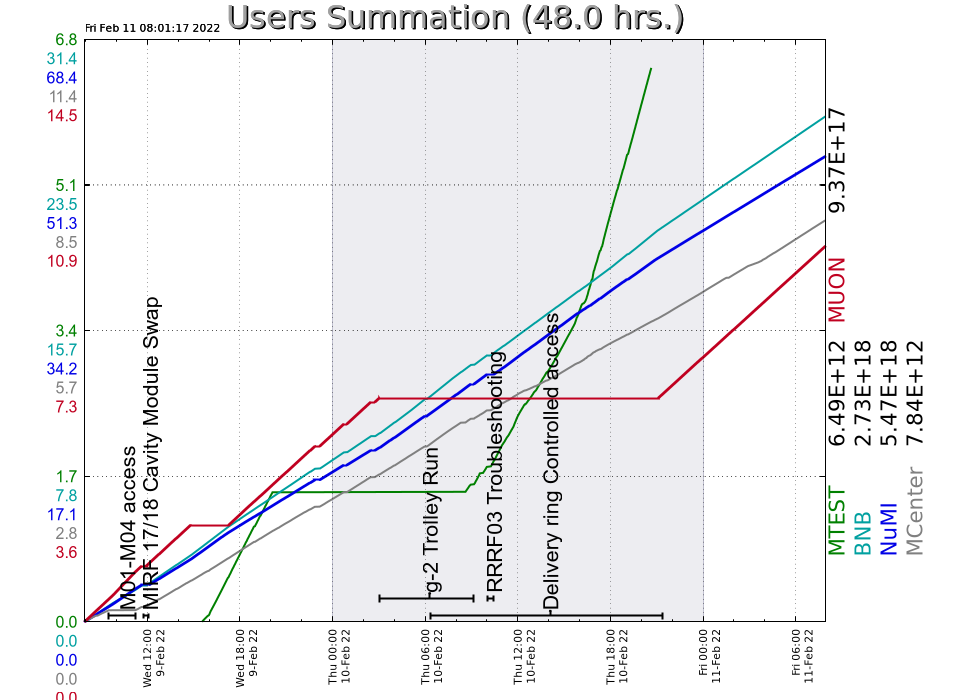 Users Summation (48.0 hrs.)
Fri Feb 11 08:01:17 2022
6.8
31.4
68.4
11.4
14.5
5.1
23.5
51.3
8.5
10.9
3.4
15.7
34.2
5.7
7.3
1.7
7.8
17.1
2.8
3.6
0.0
0.0
0.0
0.0
0.0
M01-M04 access
MIRF 17/18 Cavity Module Swap
g-2 Trolley Run
RRRF03 Troubleshooting
Delivery ring Controlled access
Wed 12:00
9-Feb 22
Wed 18:00
9-Feb 22
Thu 00:00
10-Feb 22
Thu 06:00
10-Feb 22
Thu 12:00
10-Feb 22
Thu 18:00
10-Feb 22
Fri 00:00
11-Feb 22
Fri 06:00
11-Feb 22
MTEST 6.49E+12
MUON 9.37E+17
BNB 2.73E+18
NuMI 5.47E+18
MCenter 7.84E+12